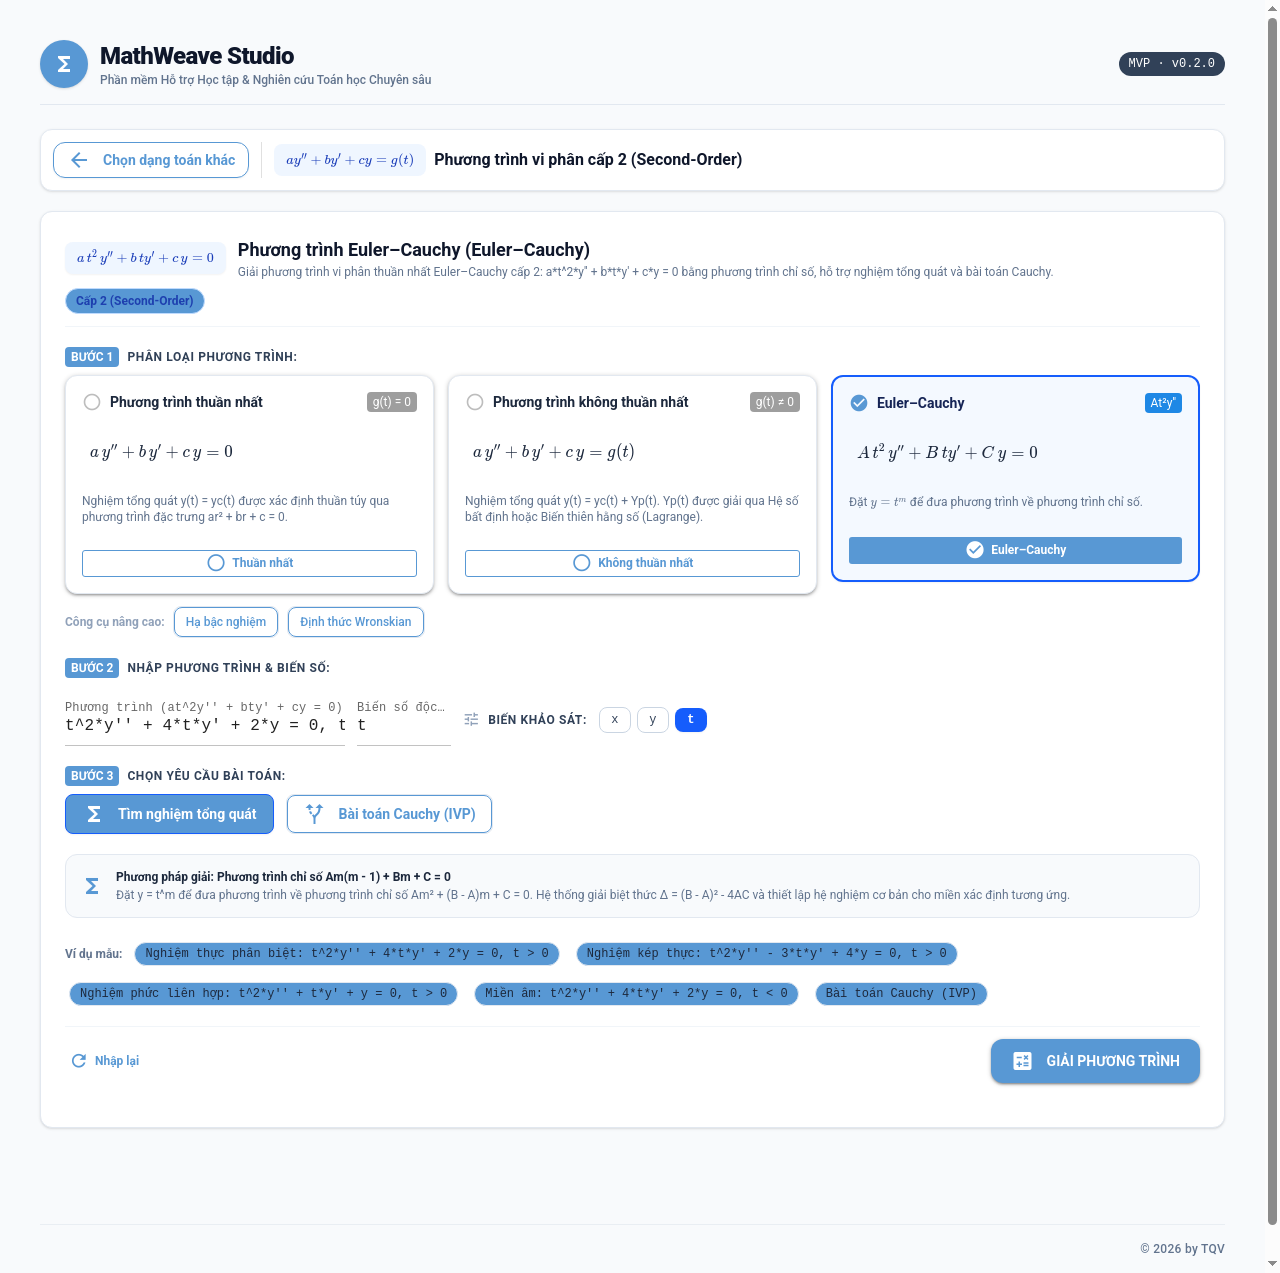 Σ MathWeave Studio
Phần mềm Hỗ trợ Học tập & Nghiên cứu Toán học Chuyên sâu
MVP · v0.2.0
Chọn dạng toán khác
ay′′ + by′ + cy = g(t)
Phương trình vi phân cấp 2 (Second-Order)
a t² y′′ + b ty′ + c y = 0
Phương trình Euler–Cauchy (Euler–Cauchy)
Giải phương trình vi phân thuần nhất Euler–Cauchy cấp 2: a*t^2*y'' + b*t*y' + c*y = 0 bằng phương trình chỉ số, hỗ trợ nghiệm tổng quát và bài toán Cauchy.
Cấp 2 (Second-Order)
BƯỚC 1 PHÂN LOẠI PHƯƠNG TRÌNH:
Phương trình thuần nhất
g(t) = 0
a y′′ + b y′ + c y = 0
Nghiệm tổng quát y(t) = yc(t) được xác định thuần túy qua
phương trình đặc trưng ar² + br + c = 0.
Thuần nhất
Phương trình không thuần nhất
g(t) ≠ 0
a y′′ + b y′ + c y = g(t)
Nghiệm tổng quát y(t) = yc(t) + Yp(t). Yp(t) được giải qua Hệ số
bất định hoặc Biến thiên hằng số (Lagrange).
Không thuần nhất
Euler–Cauchy
At²y''
A t² y′′ + B ty′ + C y = 0
Đặt y = tᵐ để đưa phương trình về phương trình chỉ số.
Euler–Cauchy
Công cụ nâng cao:
Hạ bậc nghiệm
Định thức Wronskian
BƯỚC 2 NHẬP PHƯƠNG TRÌNH & BIẾN SỐ:
Phương trình (at^2y'' + bty' + cy = 0)
t^2*y'' + 4*t*y' + 2*y = 0, t
Biến số độc…
t
BIẾN KHẢO SÁT:
x
y
t
BƯỚC 3 CHỌN YÊU CẦU BÀI TOÁN:
Σ Tìm nghiệm tổng quát
Bài toán Cauchy (IVP)
Σ Phương pháp giải: Phương trình chỉ số Am(m - 1) + Bm + C = 0
Đặt y = t^m để đưa phương trình về phương trình chỉ số Am² + (B - A)m + C = 0. Hệ thống giải biệt thức Δ = (B - A)² - 4AC và thiết lập hệ nghiệm cơ bản cho miền xác định tương ứng.
Ví dụ mẫu:
Nghiệm thực phân biệt: t^2*y'' + 4*t*y' + 2*y = 0, t > 0
Nghiệm kép thực: t^2*y'' - 3*t*y' + 4*y = 0, t > 0
Nghiệm phức liên hợp: t^2*y'' + t*y' + y = 0, t > 0
Miền âm: t^2*y'' + 4*t*y' + 2*y = 0, t < 0
Bài toán Cauchy (IVP)
Nhập lại
GIẢI PHƯƠNG TRÌNH
© 2026 by TQV